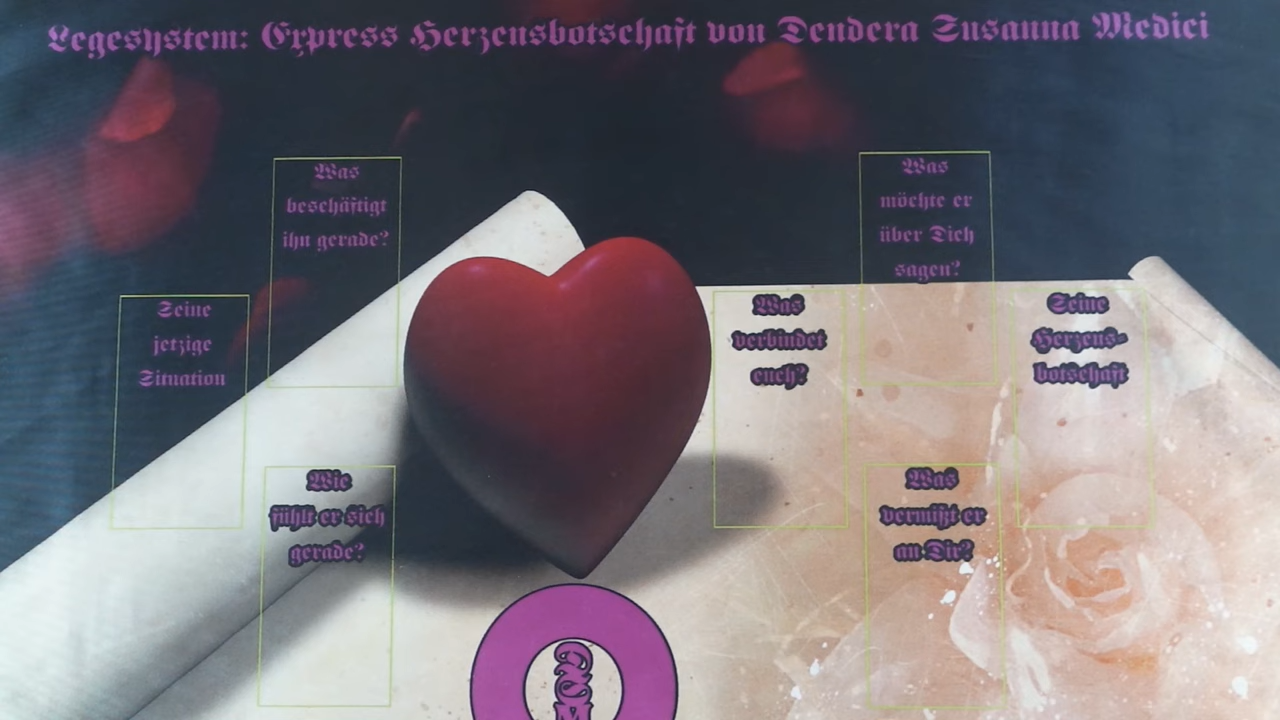 Legesystem: Express Herzensbotschaft von Dendera Susanna Medici
Was
beschäftigt
ihn gerade?
Was
möchte er
über Dich
sagen?
Seine
jetzige
Situation
Was
verbindet
euch?
Seine
Herzens-
botschaft
Wie
fühlt er sich
gerade?
Was
vermißt er
an Dir?